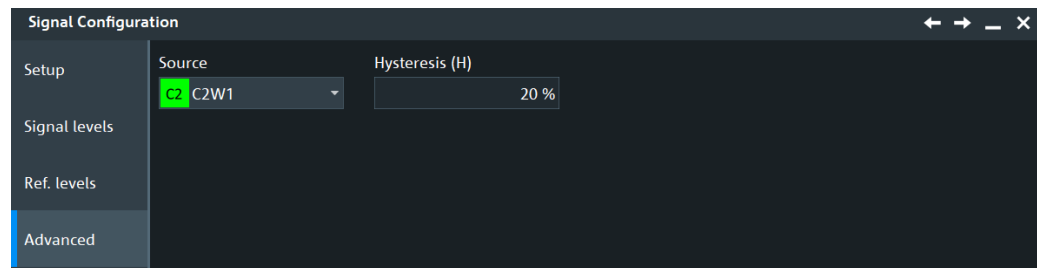 Signal Configuration
Setup
Signal levels
Ref. levels
Advanced
Source
C2 C2W1
Hysteresis (H)
20 %